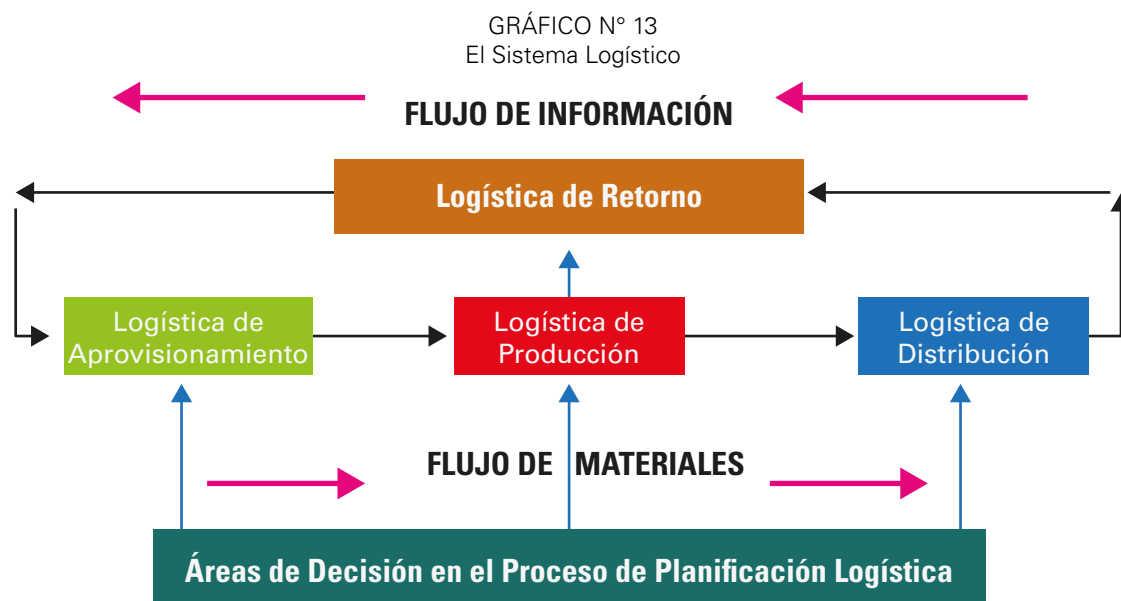 GRÁFICO N° 13
El Sistema Logístico
FLUJO DE INFORMACIÓN
Logística de Retorno
Logística de
Aprovisionamiento
Logística de
Producción
Logística de
Distribución
FLUJO DE MATERIALES
Áreas de Decisión en el Proceso de Planificación Logística